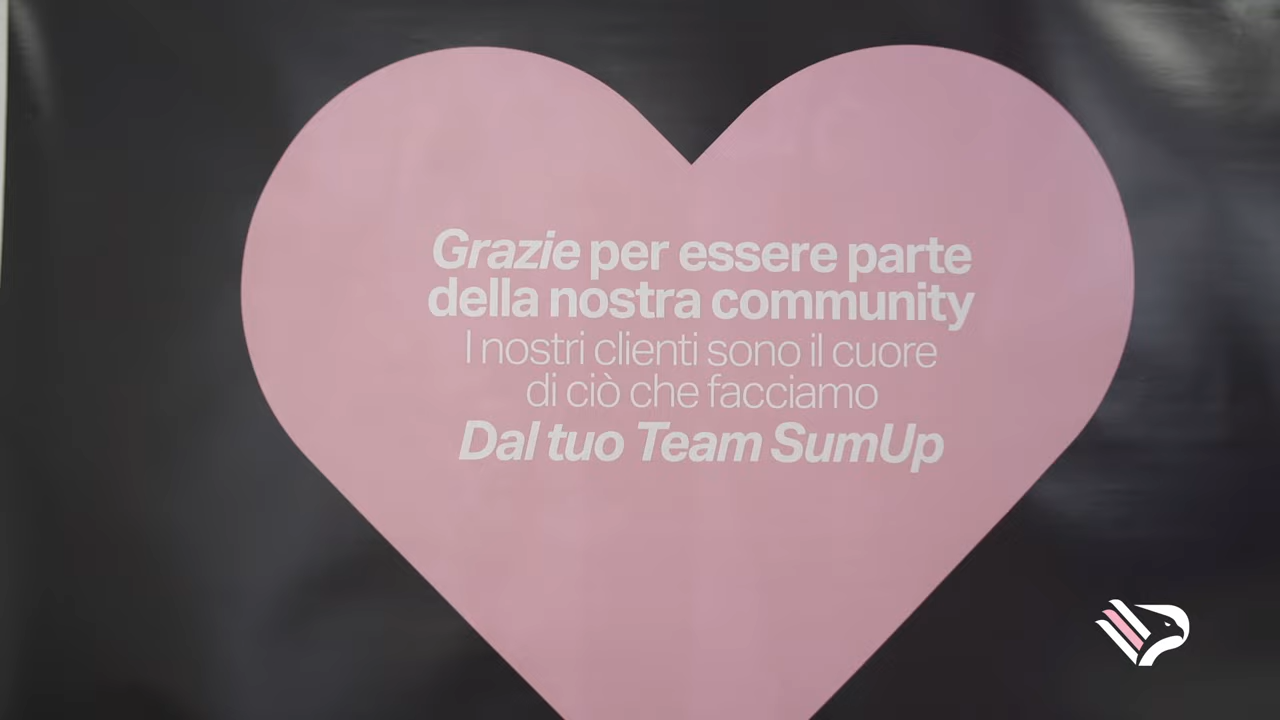 Grazie per essere parte
della nostra community
I nostri clienti sono il cuore
di ciò che facciamo
Dal tuo Team SumUp